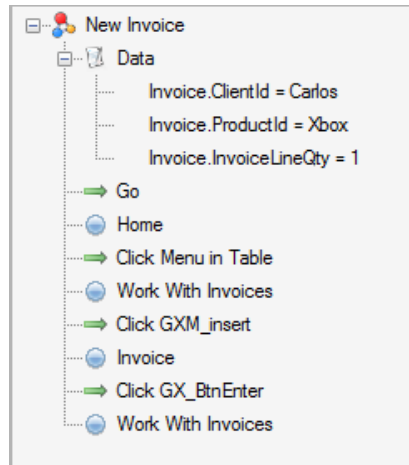 New Invoice
Data
Invoice.ClientId = Carlos
Invoice.ProductId = Xbox
Invoice.InvoiceLineQty = 1
Go
Home
Click Menu in Table
Work With Invoices
Click GXM_insert
Invoice
Click GX_BtnEnter
Work With Invoices